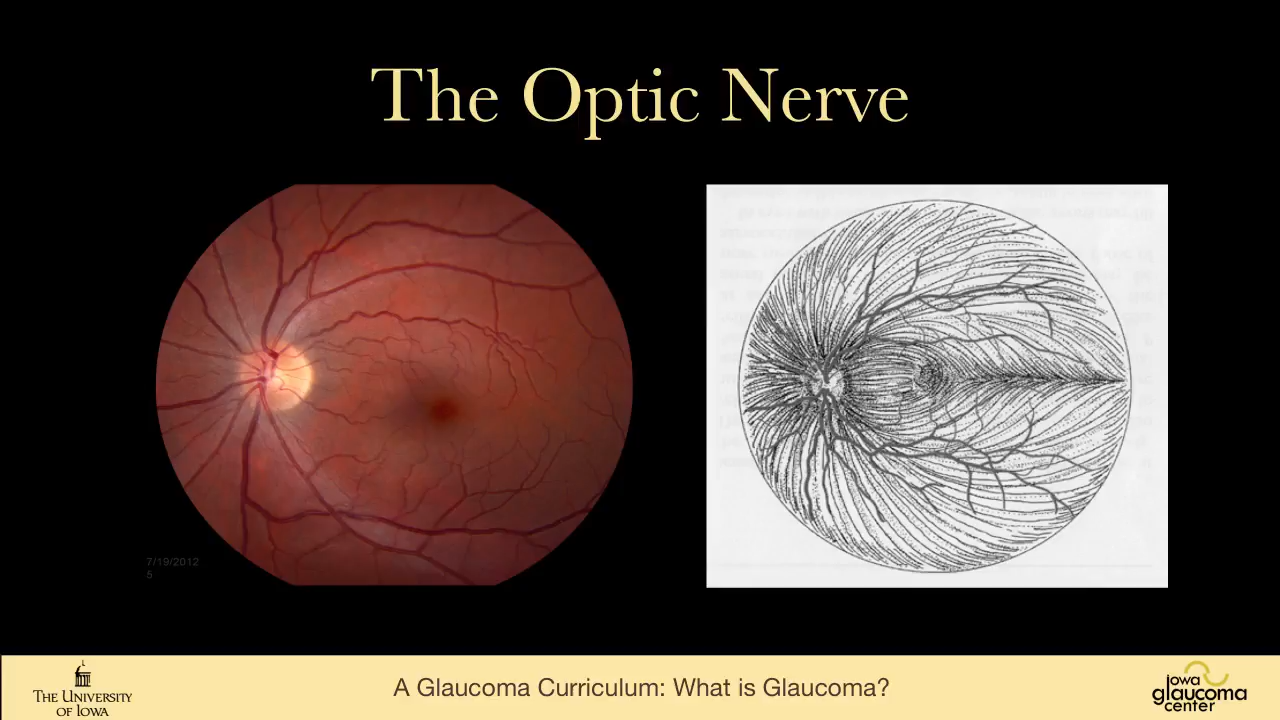 The Optic Nerve
7/19/2012
5
THE UNIVERSITY
OF IOWA
A Glaucoma Curriculum: What is Glaucoma?
iowa
glaucoma
center